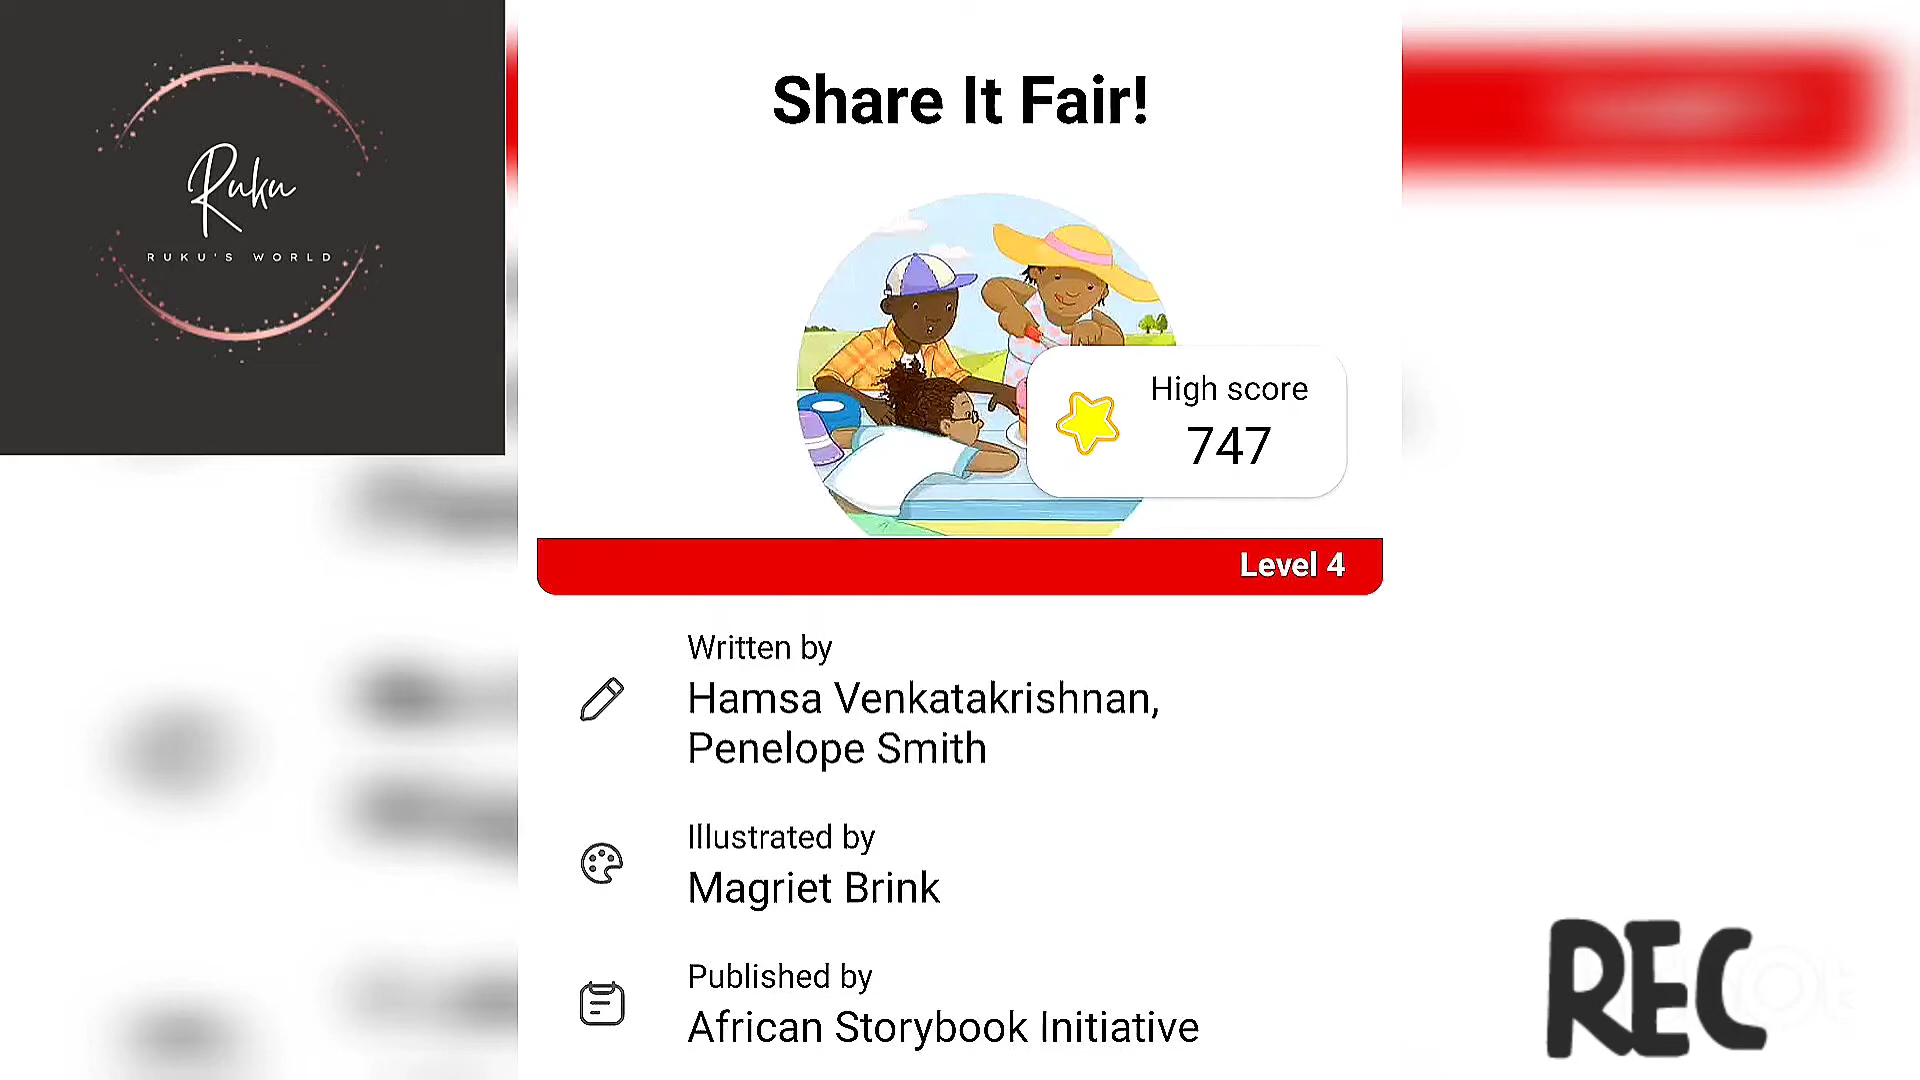 Ruku
RUKU'S WORLD
Share It Fair!
High score
747
Level 4
Written by
Hamsa Venkatakrishnan,
Penelope Smith
Illustrated by
Magriet Brink
Published by
African Storybook Initiative
REC